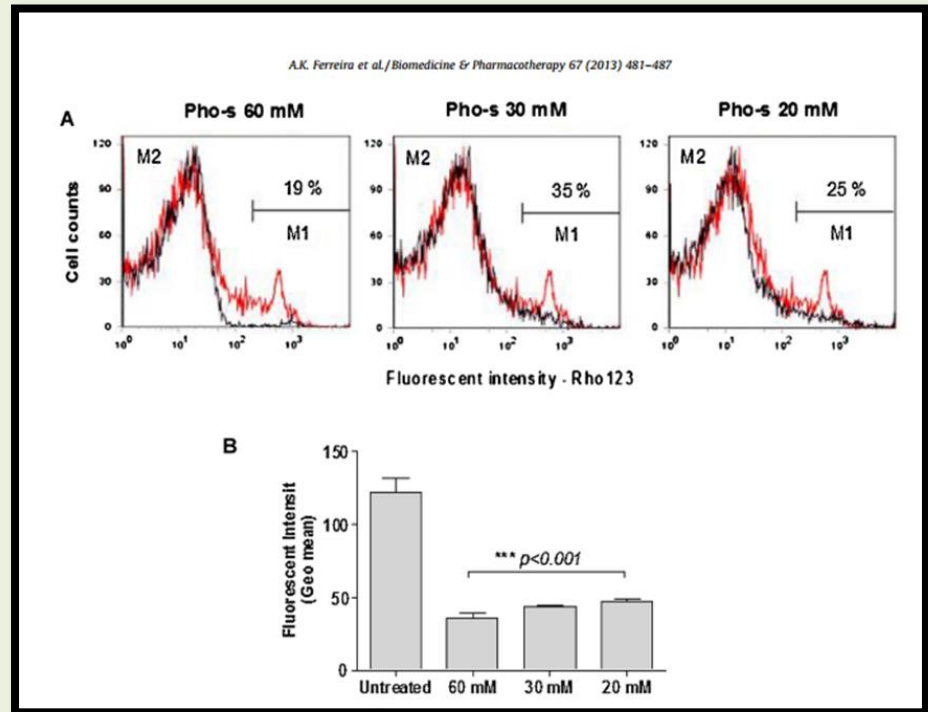 A.K. Ferreira et al./Biomedicine & Pharmacotherapy 67 (2013) 481–487
A
Pho-s 60 mM
Pho-s 30 mM
Pho-s 20 mM
Cell counts
120
90
60
30
0
M2
19 %
M1
10⁰
10¹
10²
10³
120
90
60
30
0
M2
35 %
M1
10⁰
10¹
10²
10³
120
90
60
30
0
M2
25 %
M1
10⁰
10¹
10²
10³
Fluorescent intensity - Rho123
B
Fluorescent Intensit
(Geo mean)
150
100
50
0
*** p<0.001
Untreated
60 mM
30 mM
20 mM